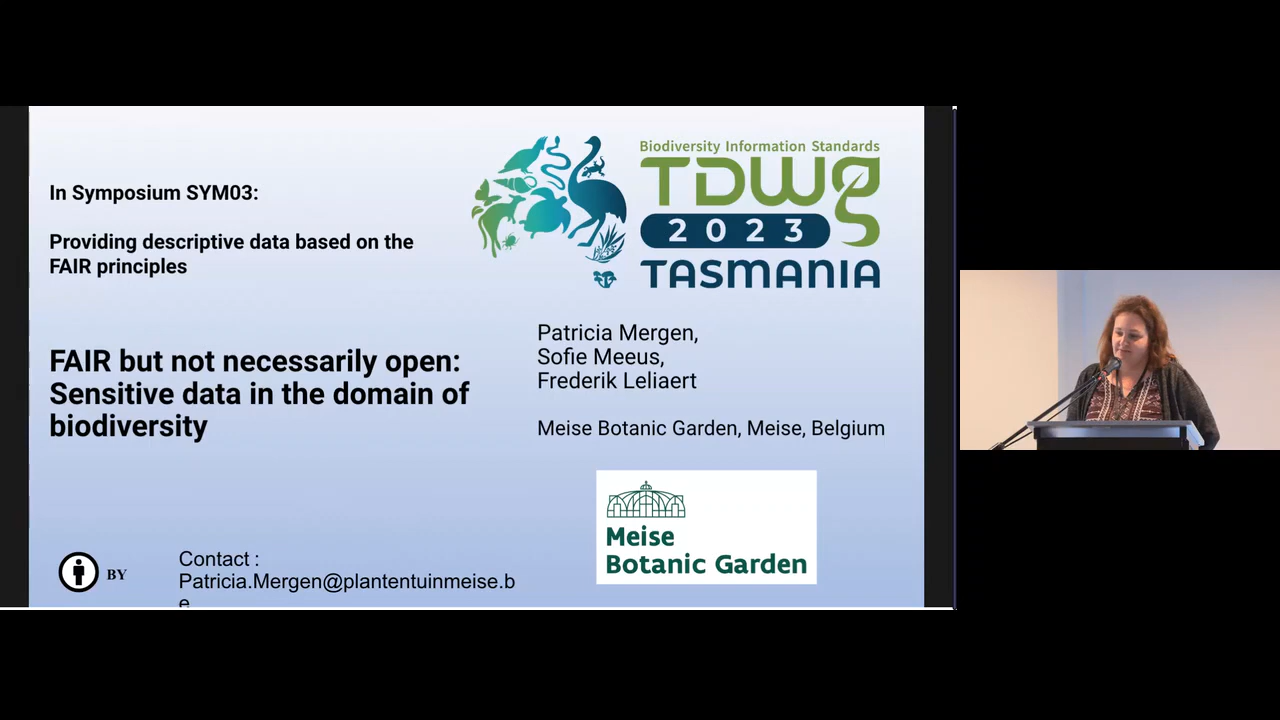 In Symposium SYM03:
Providing descriptive data based on the
FAIR principles
FAIR but not necessarily open:
Sensitive data in the domain of
biodiversity
Biodiversity Information Standards
TDWG
2023
TASMANIA
Patricia Mergen,
Sofie Meeus,
Frederik Leliaert
Meise Botanic Garden, Meise, Belgium
Meise
Botanic Garden
BY
Contact :
Patricia.Mergen@plantentuinmeise.b
e